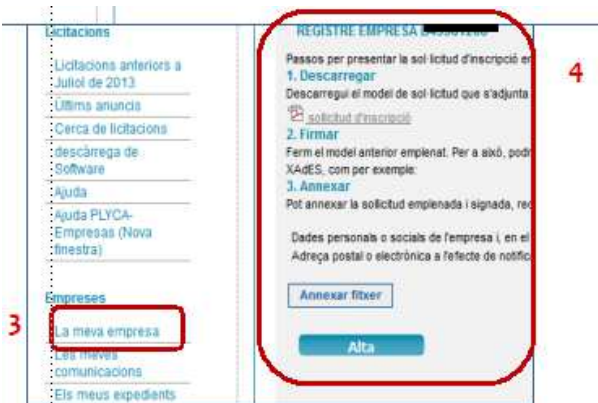 Licitacions
Licitacions anteriors a
Juliol de 2013
Últims anuncis
Cerca de licitacions
descàrrega de
Software
Ajuda
Ajuda PLYCA-
Empresas (Nova
finestra)
Empreses
3
La meva empresa
Les meves
comunicacions
Els meus expedients
REGISTRE EMPRESA
4
Passos per presentar la sol·licitud d'inscripció en
1. Descarregar
Descarregui el model de sol·licitud que s'adjunta
sol·licitud d'inscripció
2. Firmar
Ferm el model anterior emplenat. Per a això, podr
XAdES, com per exemple:
3. Annexar
Pot annexar la sol·licitud emplenada i signada, rec
Dades personals o socials de l'empresa i, en el
Adreça postal o electrònica a l'efecte de notific
Annexar fitxer
Alta